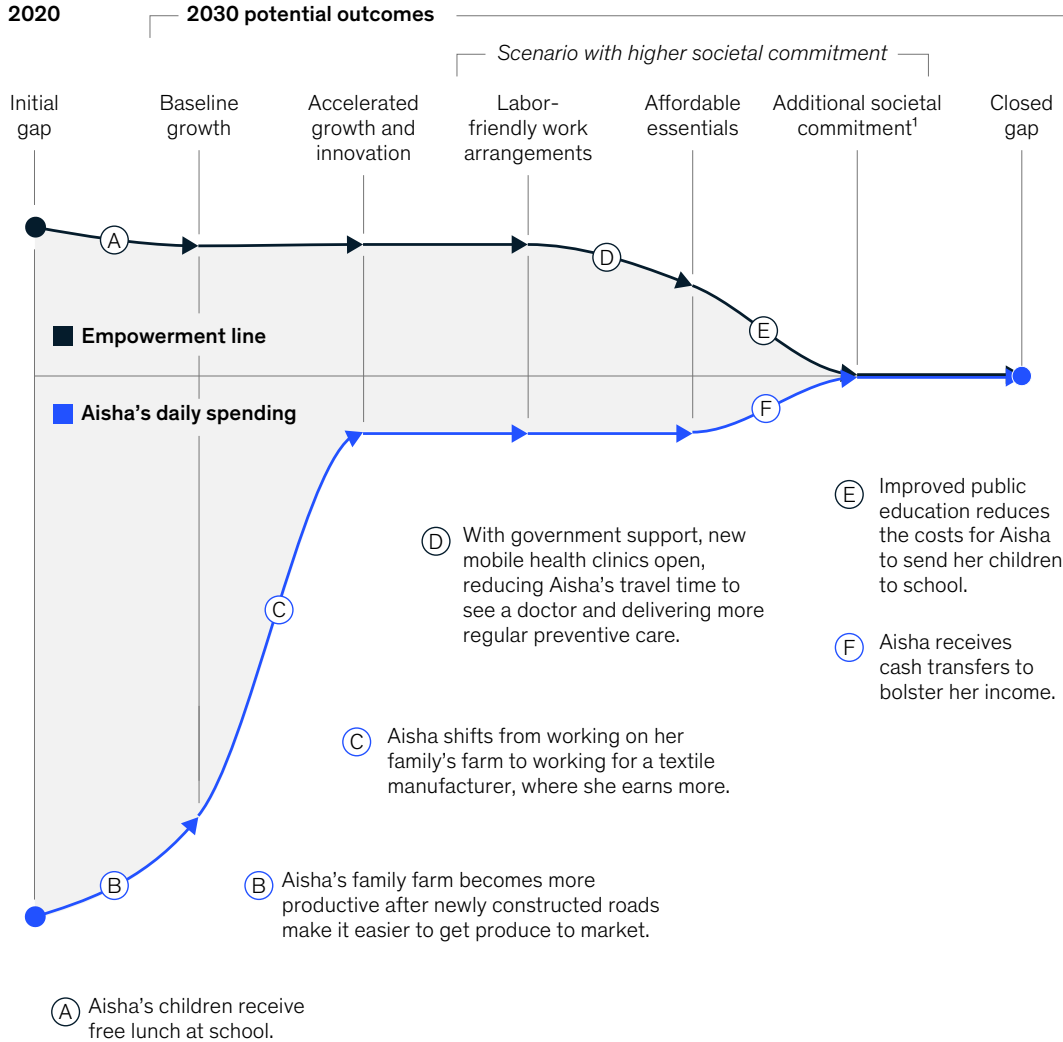 2020
2030 potential outcomes
Scenario with higher societal commitment
Initial
gap
Baseline
growth
Accelerated
growth and
innovation
Labor-
friendly work
arrangements
Affordable
essentials
Additional societal
commitment¹
Closed
gap
A
D
E
Empowerment line
Aisha’s daily spending
F
C
B
E
Improved public
education reduces
the costs for Aisha
to send her children
to school.
D
With government support, new
mobile health clinics open,
reducing Aisha’s travel time to
see a doctor and delivering more
regular preventive care.
F
Aisha receives
cash transfers to
bolster her income.
C
Aisha shifts from working on her
family’s farm to working for a textile
manufacturer, where she earns more.
B
Aisha’s family farm becomes more
productive after newly constructed roads
make it easier to get produce to market.
A
Aisha’s children receive
free lunch at school.